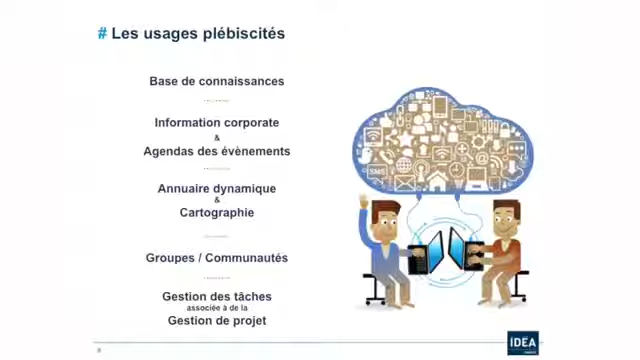 # Les usages plébiscités
Base de connaissances
Information corporate
&
Agendas des évènements
Annuaire dynamique
&
Cartographie
Groupes / Communautés
Gestion des tâches
associée à de la
Gestion de projet
SMS
IDEA